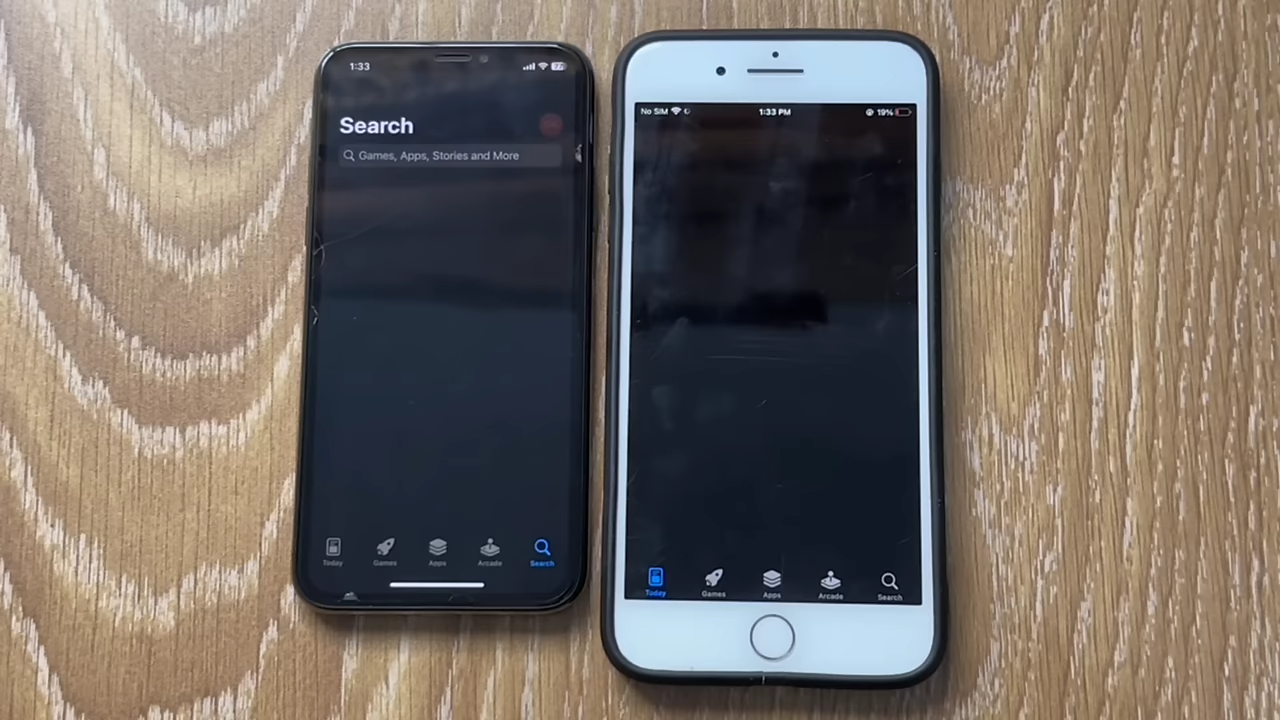 1:33
77
Search
Games, Apps, Stories and More
Today
Games
Apps
Arcade
Search
No SIM
1:33 PM
19%
Today
Games
Apps
Arcade
Search